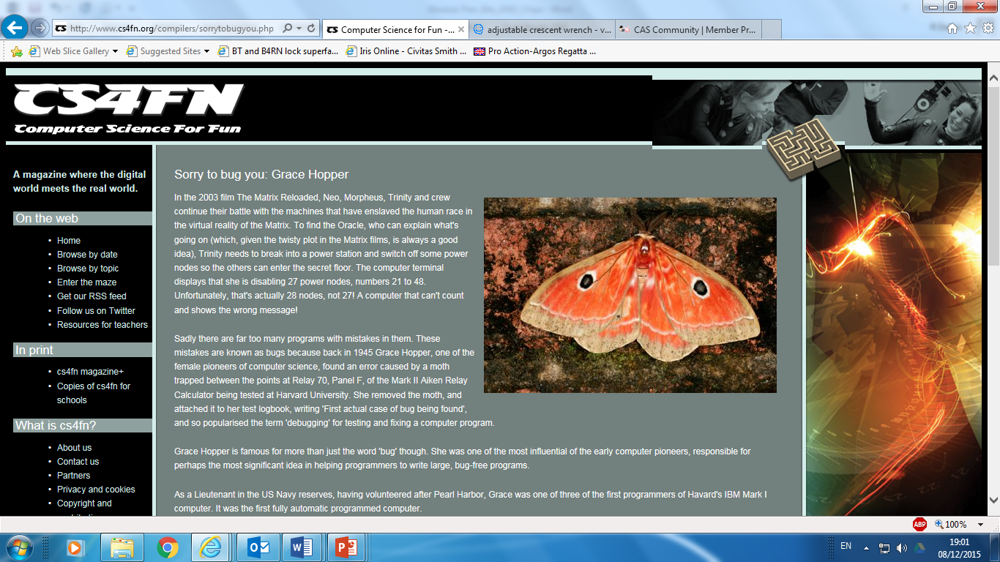 http://www.cs4fn.org/compilers/sorrytobugyou.php
CS Computer Science for Fun -...
adjustable crescent wrench - v...
CAS Community | Member Pr...
Web Slice Gallery
Suggested Sites
BT and B4RN lock superfa...
Iris Online - Civitas Smith ...
Pro Action-Argos Regatta ...
CS4FN
Computer Science For Fun
A magazine where the digital
world meets the real world.
On the web
• Home
• Browse by date
• Browse by topic
• Enter the maze
• Get our RSS feed
• Follow us on Twitter
• Resources for teachers
In print
• cs4fn magazine+
• Copies of cs4fn for
schools
What is cs4fn?
• About us
• Contact us
• Partners
• Privacy and cookies
• Copyright and
Sorry to bug you: Grace Hopper
In the 2003 film The Matrix Reloaded, Neo, Morpheus, Trinity and crew
continue their battle with the machines that have enslaved the human race in
the virtual reality of the Matrix. To find the Oracle, who can explain what's
going on (which, given the twisty plot in the Matrix films, is always a good
idea), Trinity needs to break into a power station and switch off some power
nodes so the others can enter the secret floor. The computer terminal
displays that she is disabling 27 power nodes, numbers 21 to 48.
Unfortunately, that's actually 28 nodes, not 27! A computer that can't count
and shows the wrong message!
Sadly there are far too many programs with mistakes in them. These
mistakes are known as bugs because back in 1945 Grace Hopper, one of the
female pioneers of computer science, found an error caused by a moth
trapped between the points at Relay 70, Panel F, of the Mark II Aiken Relay
Calculator being tested at Harvard University. She removed the moth, and
attached it to her test logbook, writing 'First actual case of bug being found',
and so popularised the term 'debugging' for testing and fixing a computer program.
Grace Hopper is famous for more than just the word 'bug' though. She was one of the most influential of the early computer pioneers, responsible for
perhaps the most significant idea in helping programmers to write large, bug-free programs.
As a Lieutenant in the US Navy reserves, having volunteered after Pearl Harbor, Grace was one of three of the first programmers of Havard's IBM Mark I
computer. It was the first fully automatic programmed computer.
ABP
100%
EN
19:01
08/12/2015